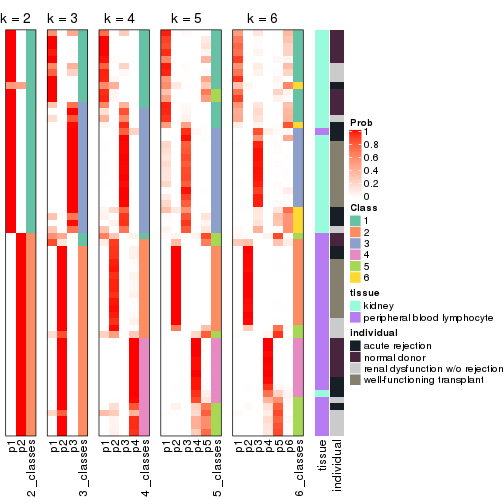 k = 2 k = 3 k = 4 k = 5 k = 6
Prob
1
0.8
0.6
0.4
0.2
0
Class
1
2
3
4
5
6
tissue
kidney
peripheral blood lymphocyte
individual
acute rejection
normal donor
renal dysfunction w/o rejection
well-functioning transplant
p1
p2
2_classes
p1
p2
p3
3_classes
p1
p2
p3
p4
4_classes
p1
p2
p3
p4
p5
5_classes
p1
p2
p3
p4
p5
p6
6_classes
tissue
individual